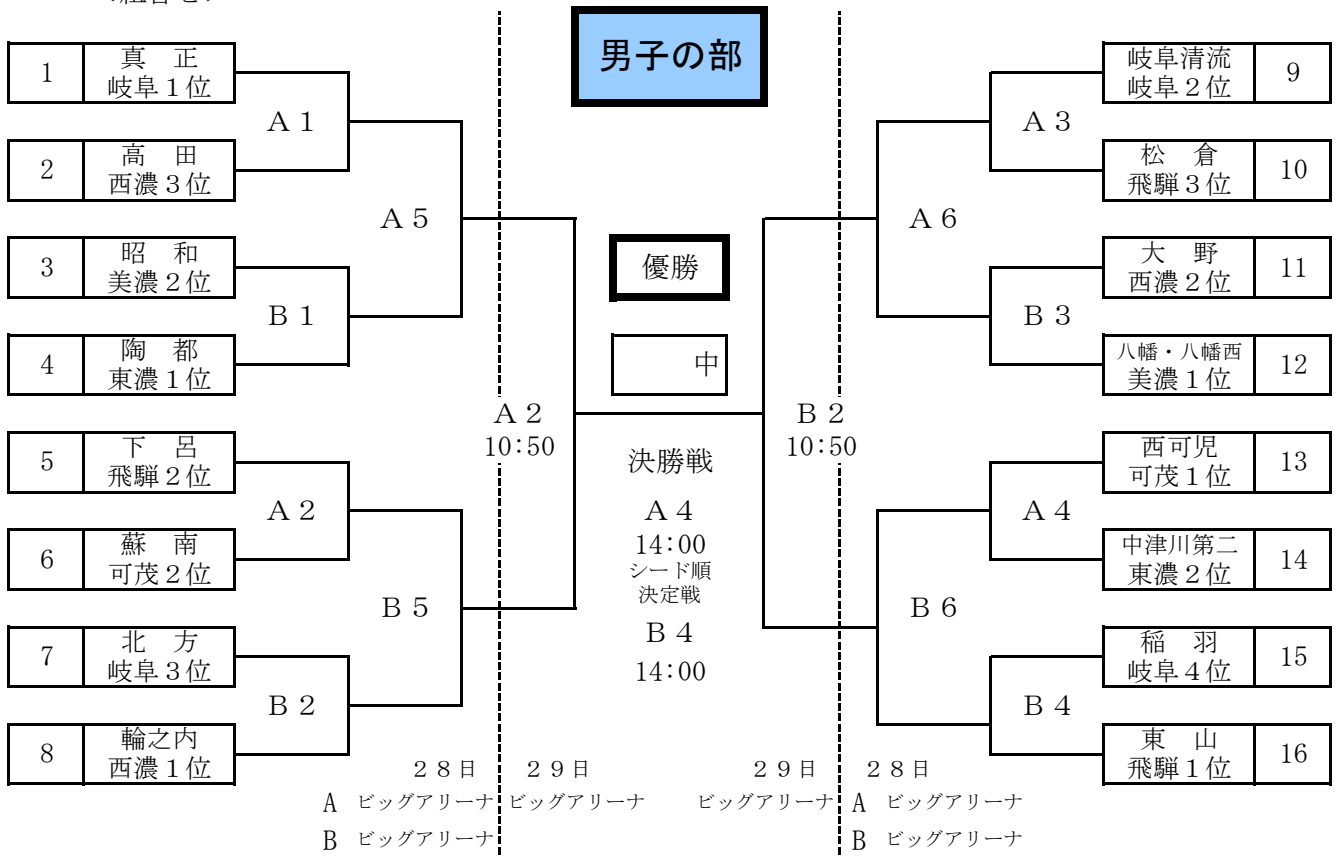 男子の部
1
真 正
岐阜１位
2
高 田
西濃３位
3
昭 和
美濃２位
4
陶 都
東濃１位
5
下 呂
飛騨２位
6
蘇 南
可茂２位
7
北 方
岐阜３位
8
輪之内
西濃１位
Ａ１
Ｂ１
Ａ２
Ｂ２
Ａ５
Ｂ５
Ａ２
10:50
優勝
中
決勝戦
Ａ４
14:00
シード順
決定戦
Ｂ４
14:00
Ｂ２
10:50
Ａ６
Ｂ６
Ａ３
Ｂ３
Ａ４
Ｂ４
岐阜清流
岐阜２位
9
松 倉
飛騨３位
10
大 野
西濃２位
11
八幡・八幡西
美濃１位
12
西可児
可茂１位
13
中津川第二
東濃２位
14
稲 羽
岐阜４位
15
東 山
飛騨１位
16
２８日 ２９日 ２９日 ２８日
A ビッグアリーナ ビッグアリーナ ビッグアリーナ A ビッグアリーナ
B ビッグアリーナ B ビッグアリーナ